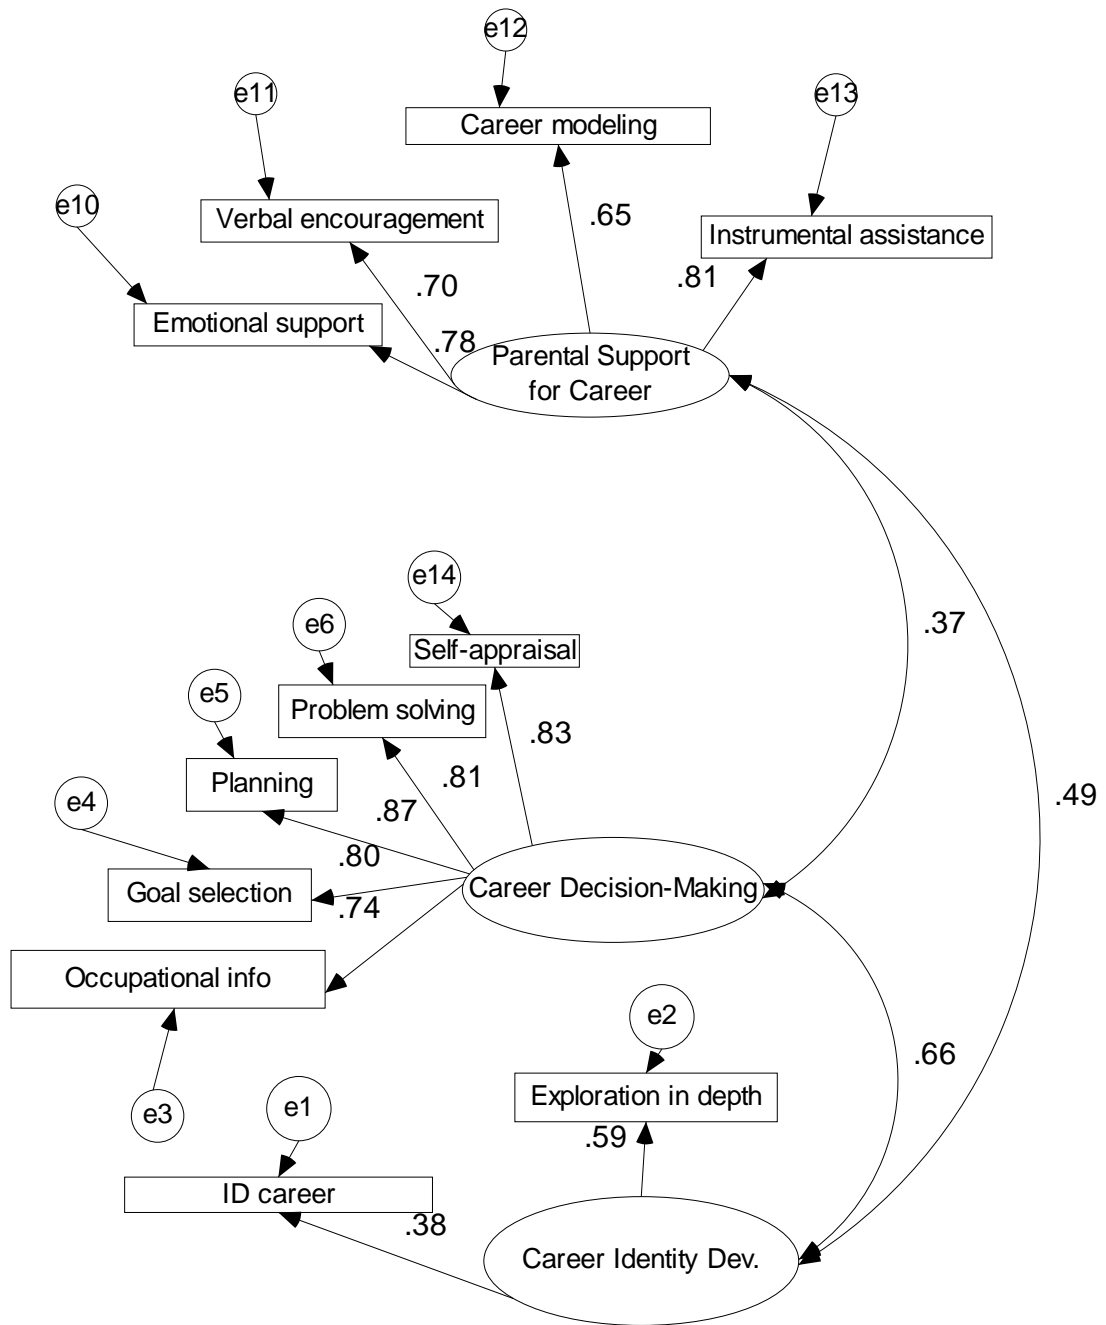 e12
e11
e13
Career modeling
e10
Verbal encouragement
.65
Instrumental assistance
.70
.81
Emotional support
.78
Parental Support
for Career
e14
e6
.37
Self-appraisal
e5
Problem solving
.83
Planning
.81
e4
.87
.49
.80
Goal selection
Career Decision-Making
.74
Occupational info
e2
.66
Exploration in depth
e3
e1
.59
ID career
.38
Career Identity Dev.